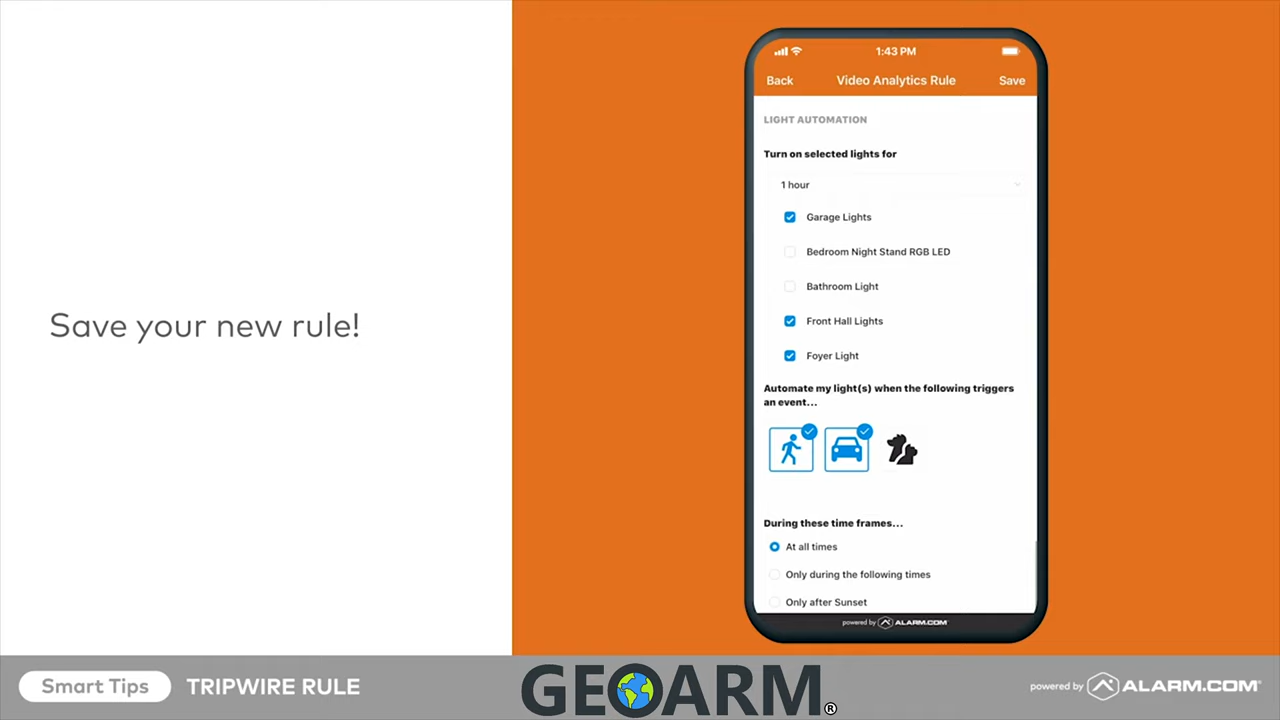 Save your new rule!
1:43 PM
Back
Video Analytics Rule
Save
LIGHT AUTOMATION
Turn on selected lights for
1 hour
Garage Lights
Bedroom Night Stand RGB LED
Bathroom Light
Front Hall Lights
Foyer Light
Automate my light(s) when the following triggers
an event...
During these time frames...
At all times
Only during the following times
Only after Sunset
powered by ALARM.COM
Smart Tips
TRIPWIRE RULE
GEOARM®
powered by ALARM.COM®